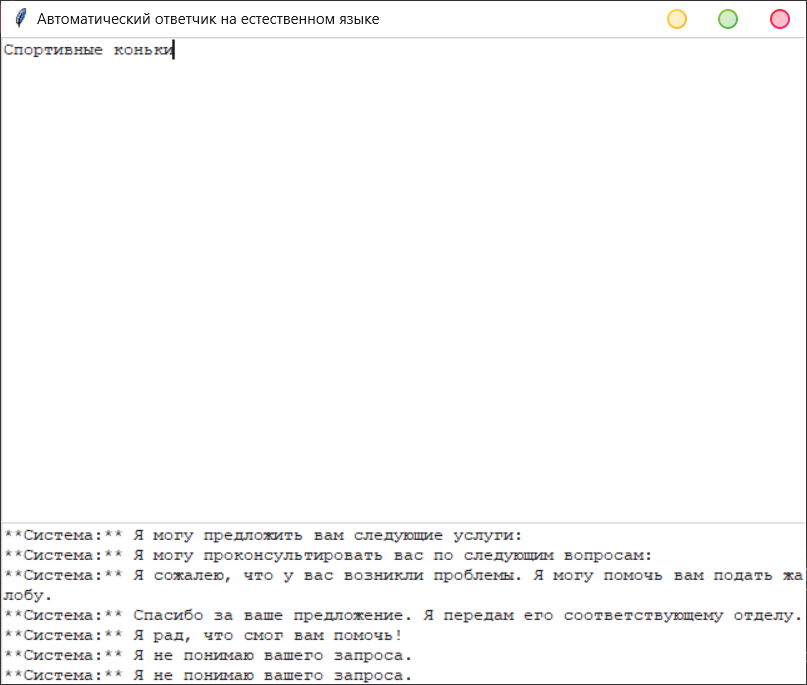 Автоматический ответчик на естественном языке
Спортивные коньки
**Система:** Я могу предложить вам следующие услуги:
**Система:** Я могу проконсультировать вас по следующим вопросам:
**Система:** Я сожалею, что у вас возникли проблемы. Я могу помочь вам подать жа
лобу.
**Система:** Спасибо за ваше предложение. Я передам его соответствующему отделу.
**Система:** Я рад, что смог вам помочь!
**Система:** Я не понимаю вашего запроса.
**Система:** Я не понимаю вашего запроса.